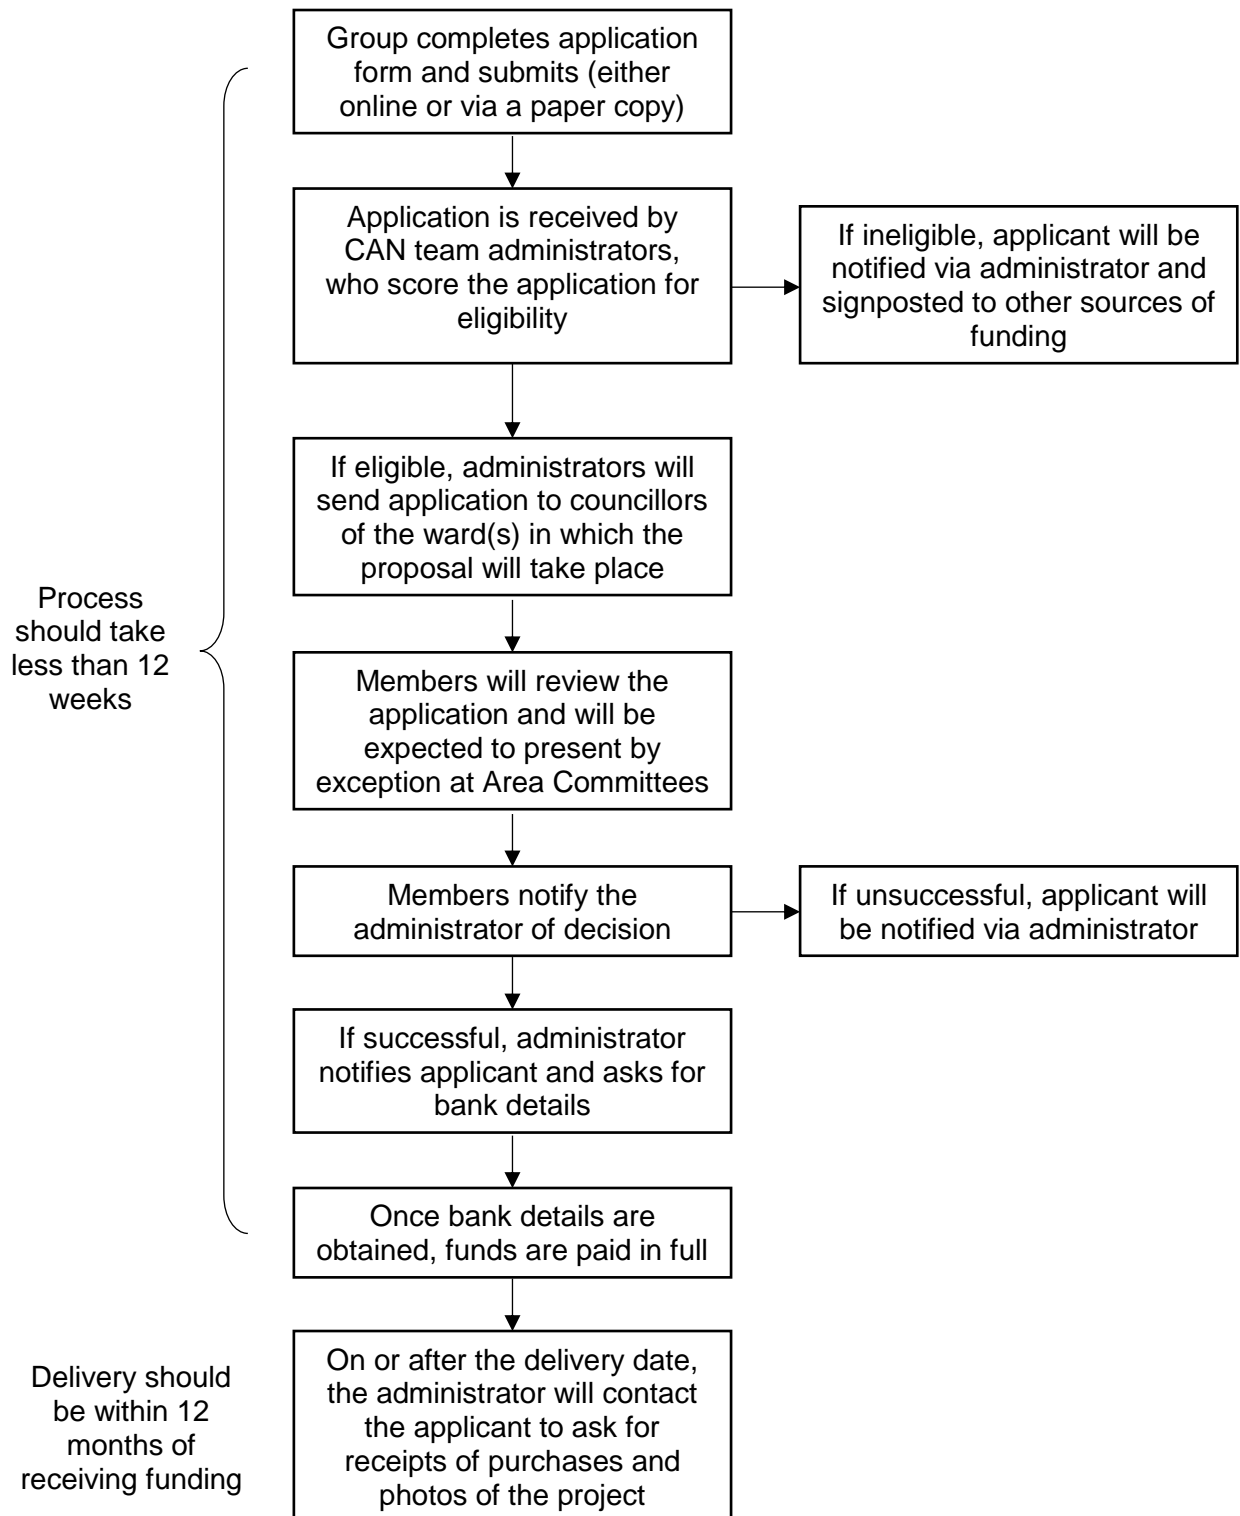 Group completes application
form and submits (either
online or via a paper copy)
Application is received by
CAN team administrators,
who score the application for
eligibility
If ineligible, applicant will be
notified via administrator and
signposted to other sources of
funding
If eligible, administrators will
send application to councillors
of the ward(s) in which the
proposal will take place
Process
should take
less than 12
weeks
Members will review the
application and will be
expected to present by
exception at Area Committees
Members notify the
administrator of decision
If unsuccessful, applicant will
be notified via administrator
If successful, administrator
notifies applicant and asks for
bank details
Once bank details are
obtained, funds are paid in full
Delivery should
be within 12
months of
receiving funding
On or after the delivery date,
the administrator will contact
the applicant to ask for
receipts of purchases and
photos of the project